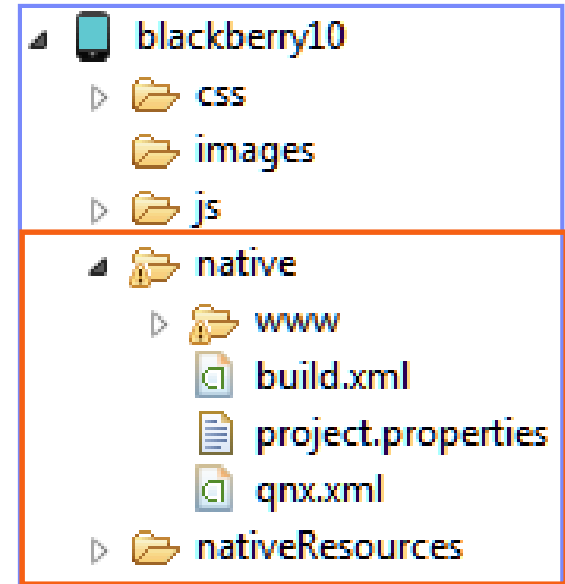 blackberry10
css
images
js
native
www
build.xml
project.properties
qnx.xml
nativeResources